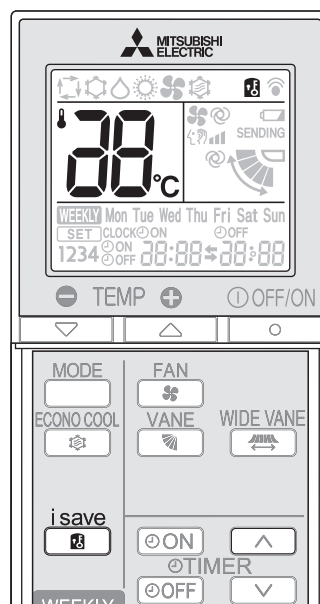 MITSUBISHI
ELECTRIC
SENDING
88°C
WEEKLY Mon Tue Wed Thu Fri Sat Sun
SET CLOCK ON OFF
1234 ON OFF 88:88 88:88
TEMP OFF/ON
MODE FAN
ECONO COOL VANE WIDE VANE
i save
ON
TIMER
OFF
WEEKLY